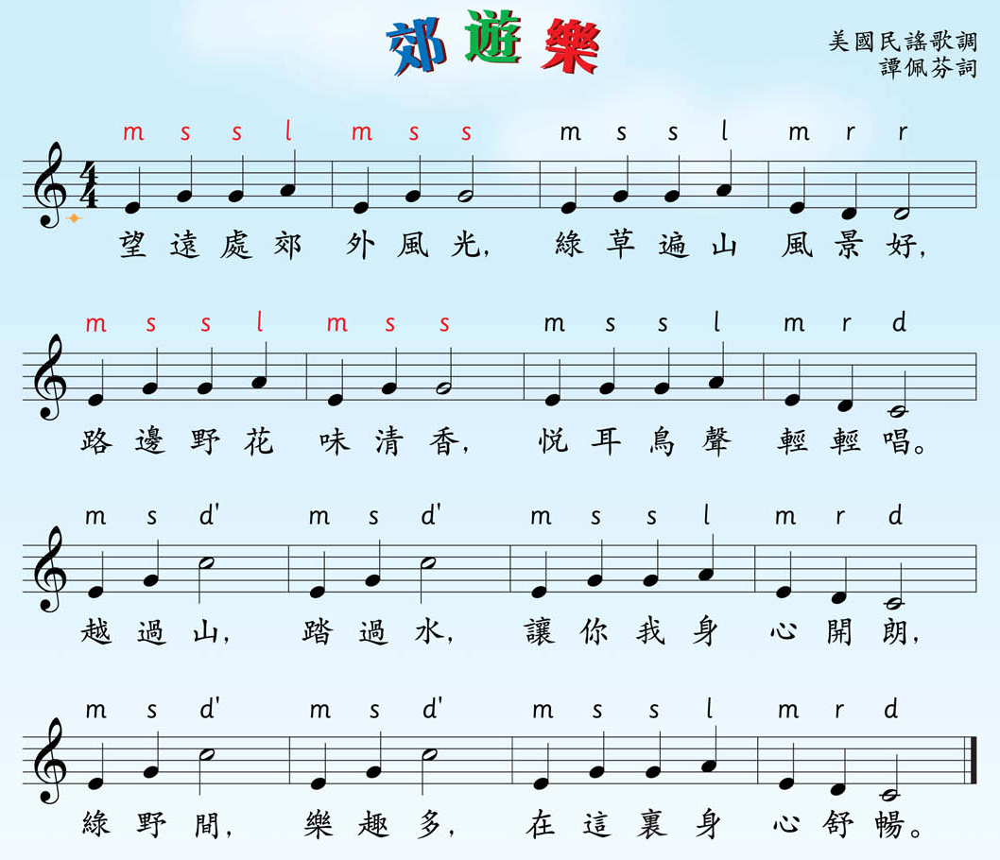 郊遊樂
美國民謠歌調
譚佩芬詞
m s s l m s s m s s l m r r
4
4
望遠處郊外風光，綠草遍山風景好，
m s s l m s s m s s l m r d
路邊野花味清香，悦耳鳥聲輕輕唱。
m s d' m s d' m s s l m r d
越過山，踏過水，讓你我身心開朗，
m s d' m s d' m s s l m r d
綠野間，樂趣多，在這裏身心舒暢。